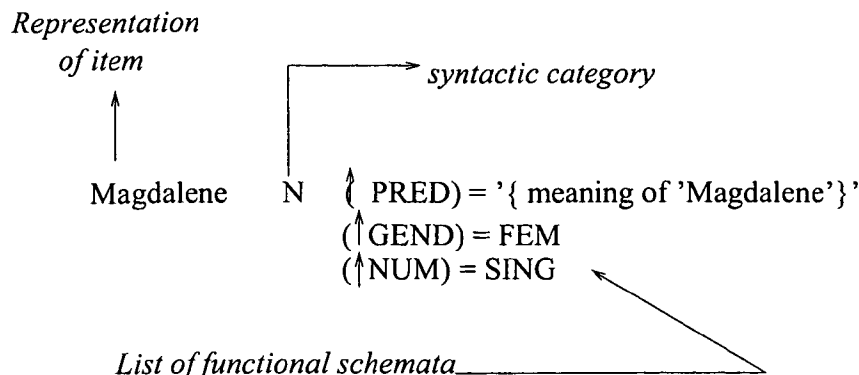 Representation
of item
syntactic category
Magdalene N (↑ PRED) = '{ meaning of 'Magdalene'}'
(↑GEND) = FEM
(↑NUM) = SING
List of functional schemata